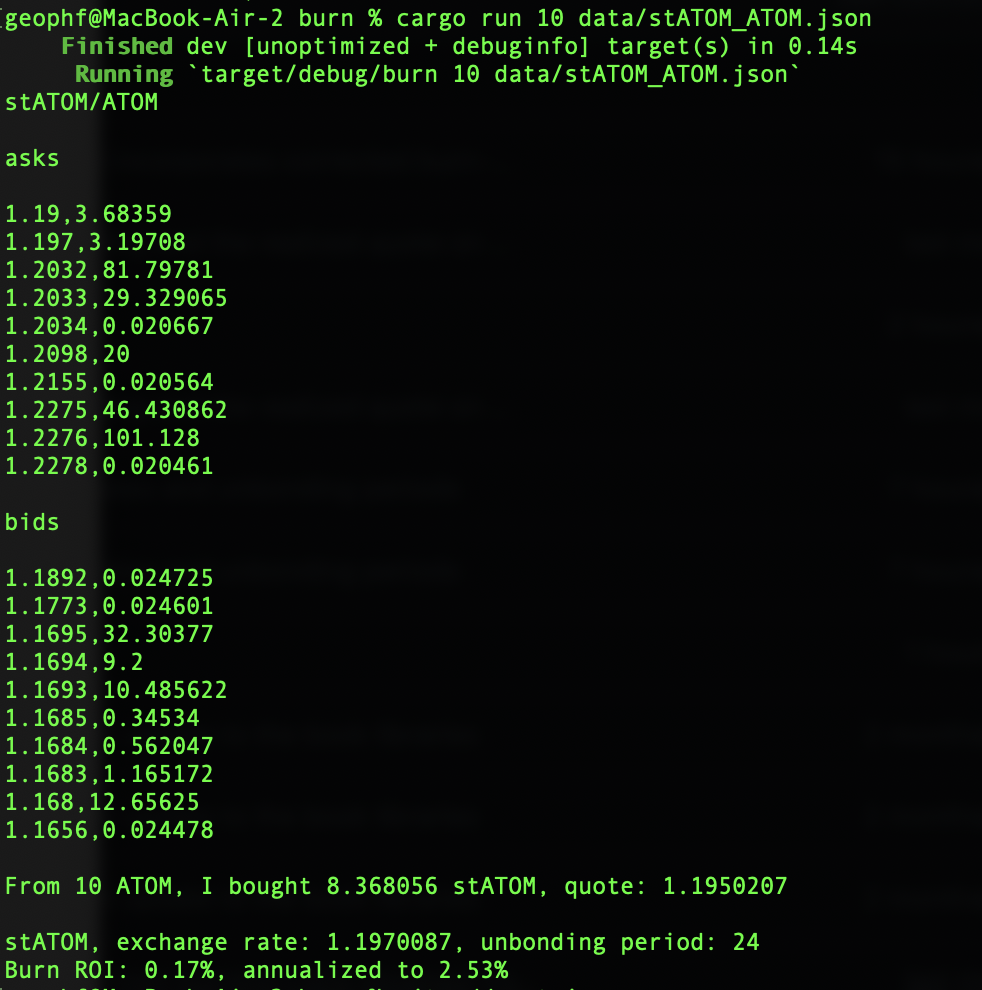 geophf@MacBook-Air-2 burn % cargo run 10 data/stATOM_ATOM.json
Finished dev [unoptimized + debuginfo] target(s) in 0.14s
Running `target/debug/burn 10 data/stATOM_ATOM.json`
stATOM/ATOM
asks
1.19,3.68359
1.197,3.19708
1.2032,81.79781
1.2033,29.329065
1.2034,0.020667
1.2098,20
1.2155,0.020564
1.2275,46.430862
1.2276,101.128
1.2278,0.020461
bids
1.1892,0.024725
1.1773,0.024601
1.1695,32.30377
1.1694,9.2
1.1693,10.485622
1.1685,0.34534
1.1684,0.562047
1.1683,1.165172
1.168,12.65625
1.1656,0.024478
From 10 ATOM, I bought 8.368056 stATOM, quote: 1.1950207
stATOM, exchange rate: 1.1970087, unbonding period: 24
Burn ROI: 0.17%, annualized to 2.53%